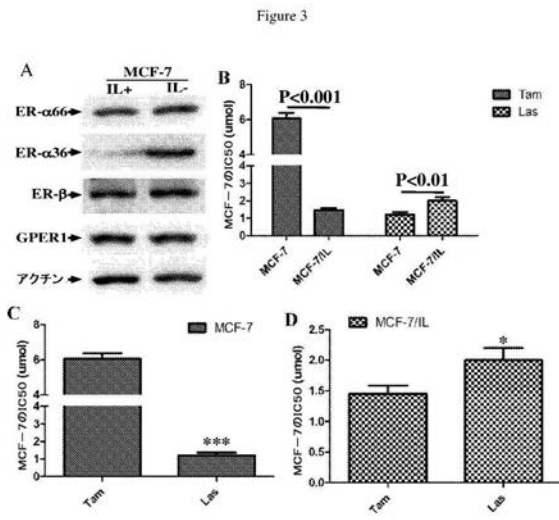 Figure 3
A
MCF-7
IL+ IL-
ER-α66
ER-α36
ER-β
GPER1
アクチン
B
MCF-7のIC50 (umol)
8
6
4
2
1
0
P<0.001
P<0.01
Tam
Las
MCF-7
MCF-7/IL
MCF-7
MCF-7/IL
C
MCF-7のIC50 (umol)
8
6
4
2
1
0
MCF-7
***
Tam
Las
D
MCF-7のIC50 (umol)
2.5
2.0
1.5
1.0
0.5
0.0
MCF-7/IL
*
Tam
Las